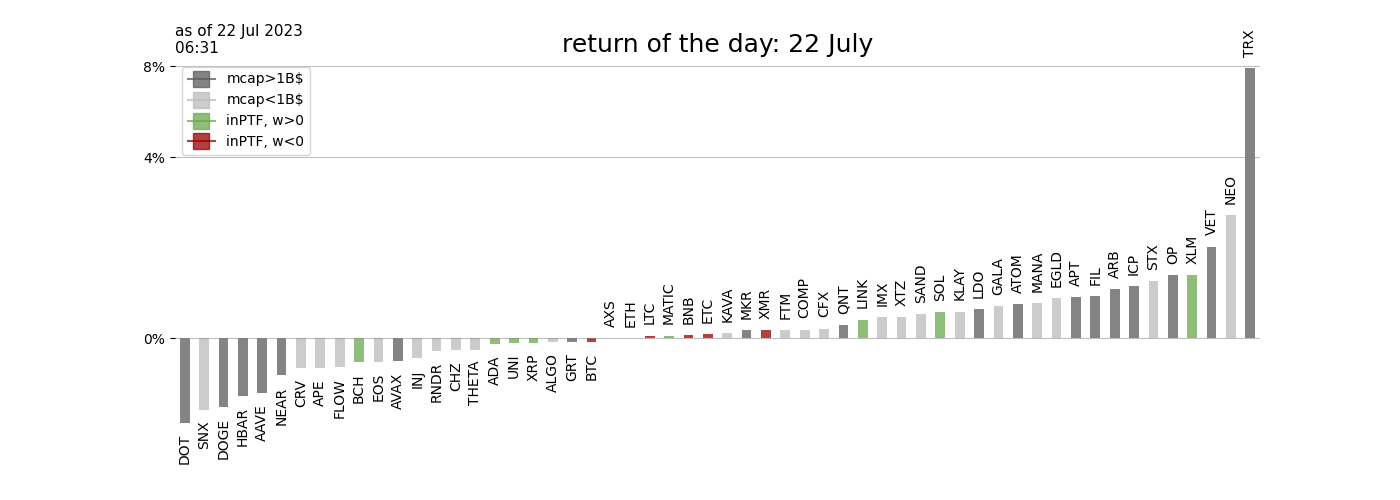 as of 22 Jul 2023
06:31
return of the day: 22 July
8%
4%
0%
mcap>1B$
mcap<1B$
inPTF, w>0
inPTF, w<0
DOT
SNX
DOGE
HBAR
AAVE
NEAR
CRV
APE
FLOW
BCH
EOS
AVAX
INJ
RNDR
CHZ
THETA
ADA
UNI
XRP
ALGO
GRT
BTC
AXS
ETH
LTC
MATIC
BNB
ETC
KAVA
MKR
XMR
FTM
COMP
CFX
QNT
LINK
IMX
XTZ
SAND
SOL
KLAY
LDO
GALA
ATOM
MANA
EGLD
APT
FIL
ARB
ICP
STX
OP
XLM
VET
NEO
TRX